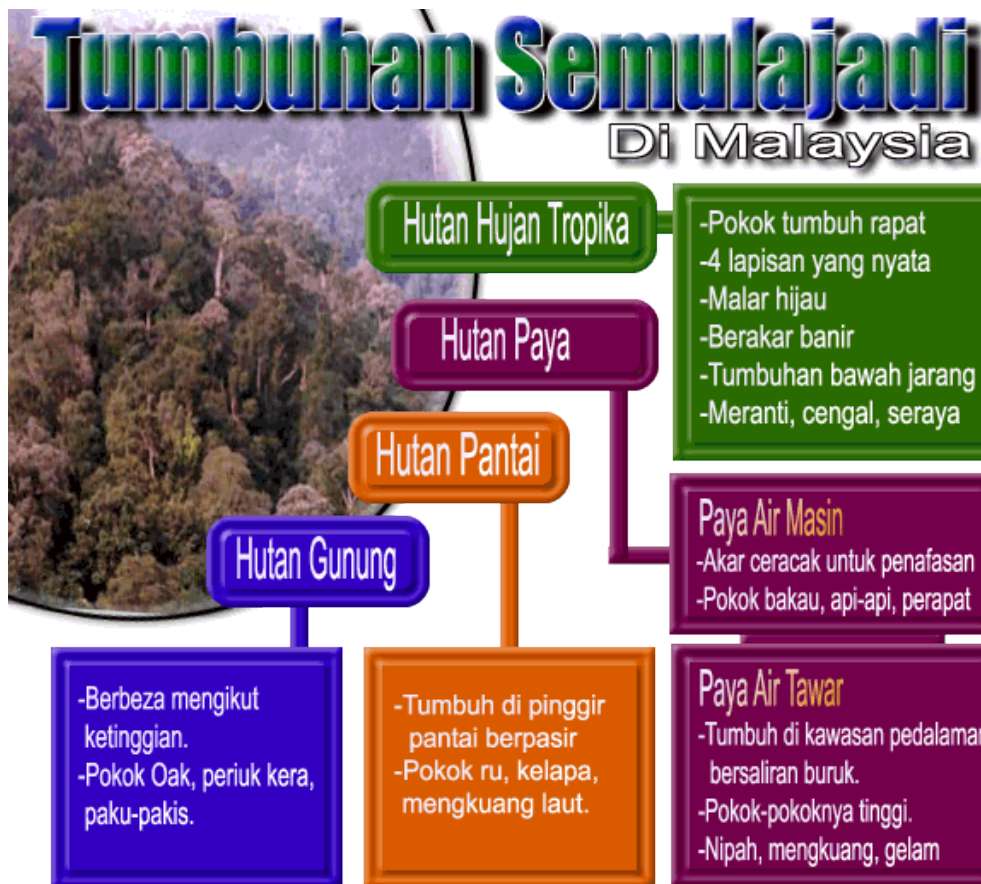 Tumbuhan Semulajadi
Di Malaysia
Hutan Hujan Tropika
-Pokok tumbuh rapat
-4 lapisan yang nyata
-Malar hijau
-Berakar banir
-Tumbuhan bawah jarang
-Meranti, cengal, seraya
Hutan Paya
Paya Air Masin
-Akar ceracak untuk penafasan
-Pokok bakau, api-api, perapat
Paya Air Tawar
-Tumbuh di kawasan pedalaman
bersaliran buruk.
-Pokok-pokoknya tinggi.
-Nipah, mengkuang, gelam
Hutan Pantai
-Tumbuh di pinggir
pantai berpasir
-Pokok ru, kelapa,
mengkuang laut.
Hutan Gunung
-Berbeza mengikut
ketinggian.
-Pokok Oak, periuk kera,
paku-pakis.